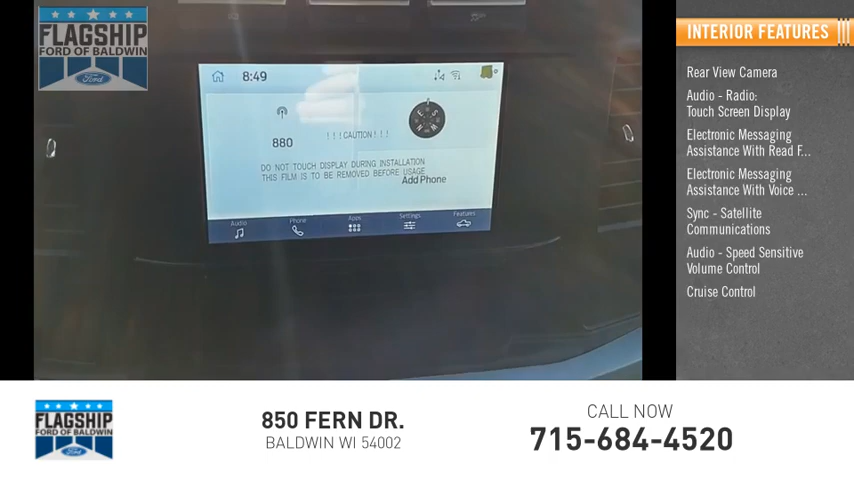 FLAGSHIP
FORD OF BALDWIN
Ford
8:49
880
! ! ! CAUTION ! ! !
DO NOT TOUCH DISPLAY DURING INSTALLATION
THIS FILM IS TO BE REMOVED BEFORE USAGE
Add Phone
Audio
Phone
Apps
Settings
Features
INTERIOR FEATURES
Rear View Camera
Audio - Radio:
Touch Screen Display
Electronic Messaging
Assistance With Read F...
Electronic Messaging
Assistance With Voice ...
Sync - Satellite
Communications
Audio - Speed Sensitive
Volume Control
Cruise Control
FLAGSHIP
FORD OF BALDWIN
Ford
850 FERN DR.
BALDWIN WI 54002
CALL NOW
715-684-4520